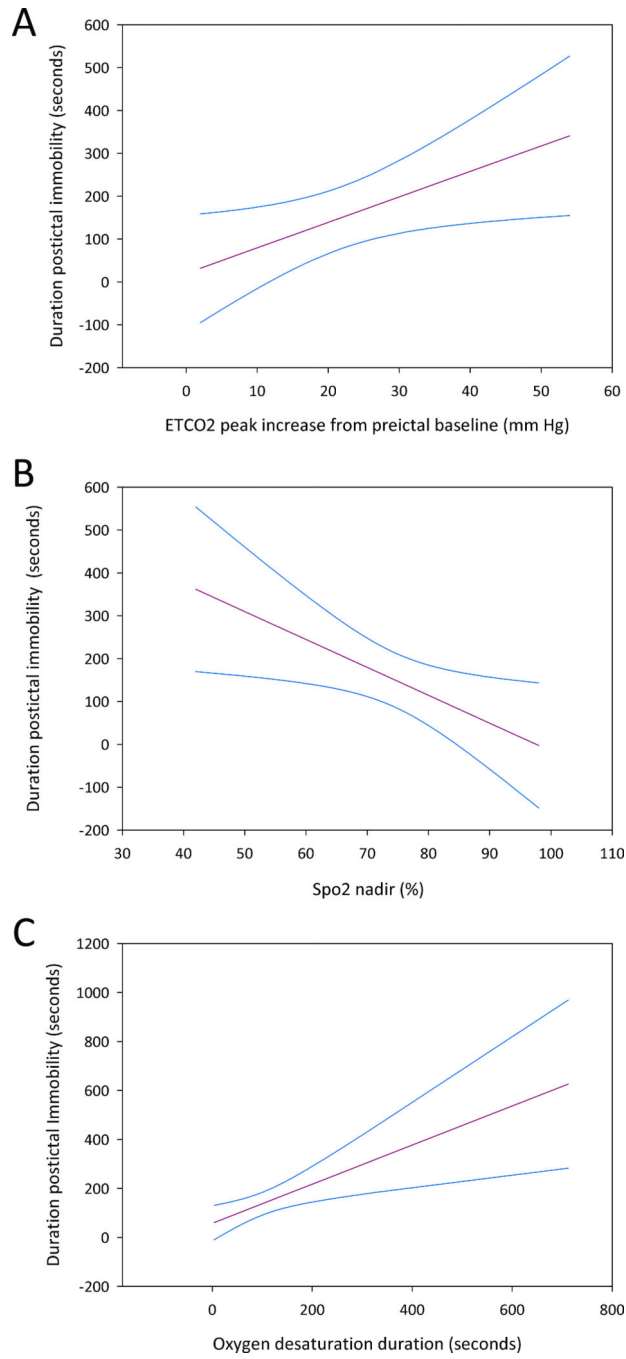 A
Duration postictal immobility (seconds)
600
500
400
300
200
100
0
-100
-200
0 10 20 30 40 50 60
ETCO2 peak increase from preictal baseline (mm Hg)
B
Duration postictal immobility (seconds)
600
500
400
300
200
100
0
-100
-200
30 40 50 60 70 80 90 100 110
Spo2 nadir (%)
C
Duration postictal Immobility (seconds)
1200
1000
800
600
400
200
0
-200
0 200 400 600 800
Oxygen desaturation duration (seconds)